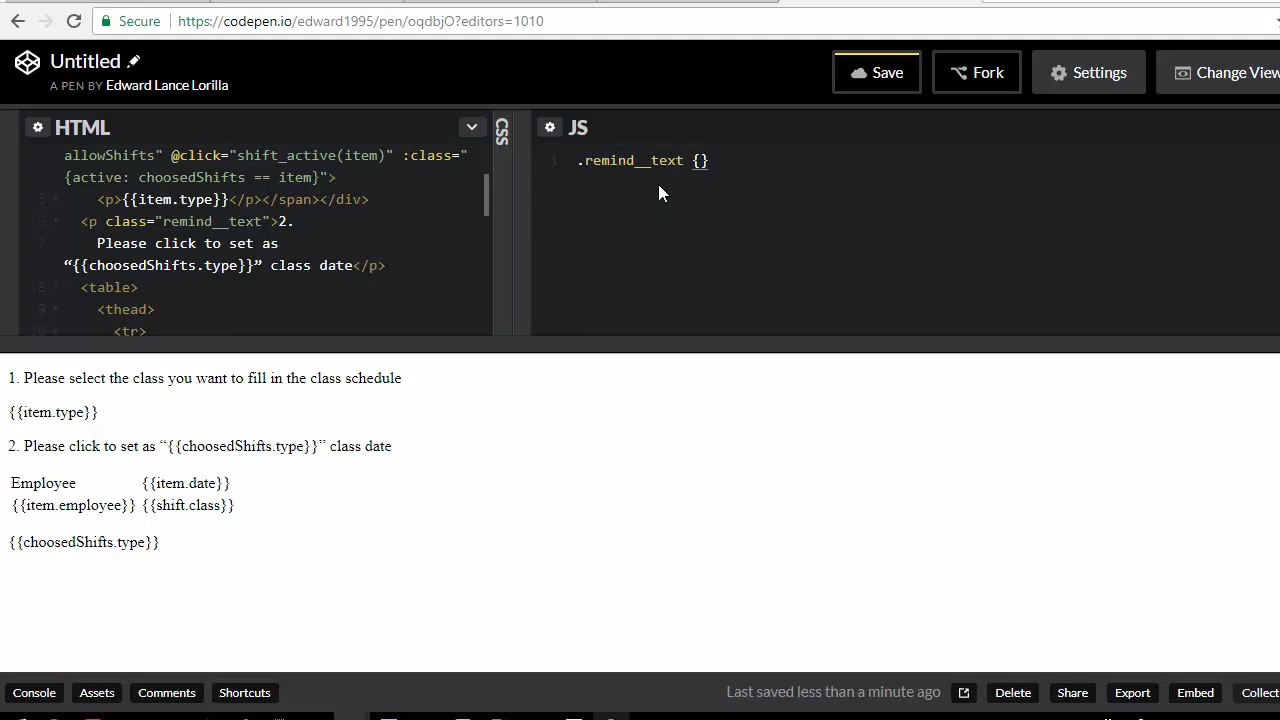 Secure https://codepen.io/edward1995/pen/oqdbjO?editors=1010
Untitled
A PEN BY Edward Lance Lorilla
Save
Fork
Settings
Change View
HTML
CSS
JS
allowShifts" @click="shift_active(item)" :class="
{active: choosedShifts == item}">
<p>{{item.type}}</p></span></div>
<p class="remind__text">2.
7 Please click to set as
“{{choosedShifts.type}}” class date</p>
8 <table>
9 <thead>
10 <tr>
1 .remind__text {}
1. Please select the class you want to fill in the class schedule
{{item.type}}
2. Please click to set as “{{choosedShifts.type}}” class date
Employee {{item.date}}
{{item.employee}} {{shift.class}}
{{choosedShifts.type}}
Console Assets Comments Shortcuts
Last saved less than a minute ago
Delete Share Export Embed Collect